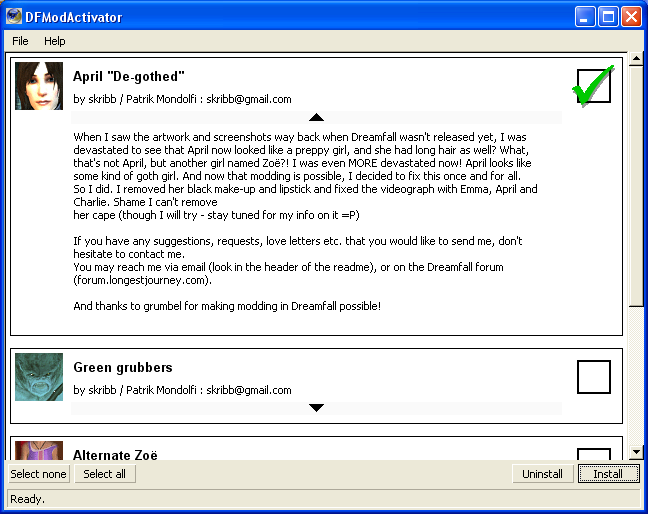 DFModActivator
File Help
April "De-gothed"
by skribb / Patrik Mondolfi : skribb@gmail.com
When I saw the artwork and screenshots way back when Dreamfall wasn't released yet, I was
devastated to see that April now looked like a preppy girl, and she had long hair as well? What,
that's not April, but another girl named Zoë?! I was even MORE devastated now! April looks like
some kind of goth girl. And now that modding is possible, I decided to fix this once and for all.
So I did. I removed her black make-up and lipstick and fixed the videograph with Emma, April and
Charlie. Shame I can't remove
her cape (though I will try - stay tuned for my info on it =P)
If you have any suggestions, requests, love letters etc. that you would like to send me, don't
hesitate to contact me.
You may reach me via email (look in the header of the readme), or on the Dreamfall forum
(forum.longestjourney.com).
And thanks to grumbel for making modding in Dreamfall possible!
Green grubbers
by skribb / Patrik Mondolfi : skribb@gmail.com
Alternate Zoë
Select none Select all Uninstall Install
Ready.